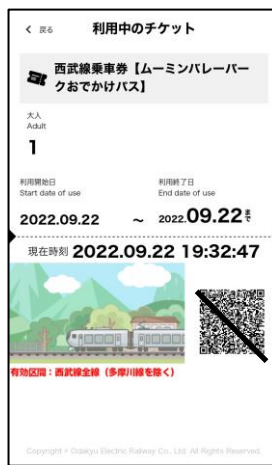 < 戻る 利用中のチケット
西武線乗車券【ムーミンバレーパー
クおでかけパス】
大人
Adult
1
利用開始日 利用終了日
Start date of use End date of use
2022.09.22 ~ 2022.09.22まで
現在時刻 2022.09.22 19:32:47
有効区間:西武線全線(多摩川線を除く)
Copyright © Odakyu Electric Railway Co., Ltd. All Rights Reserved.